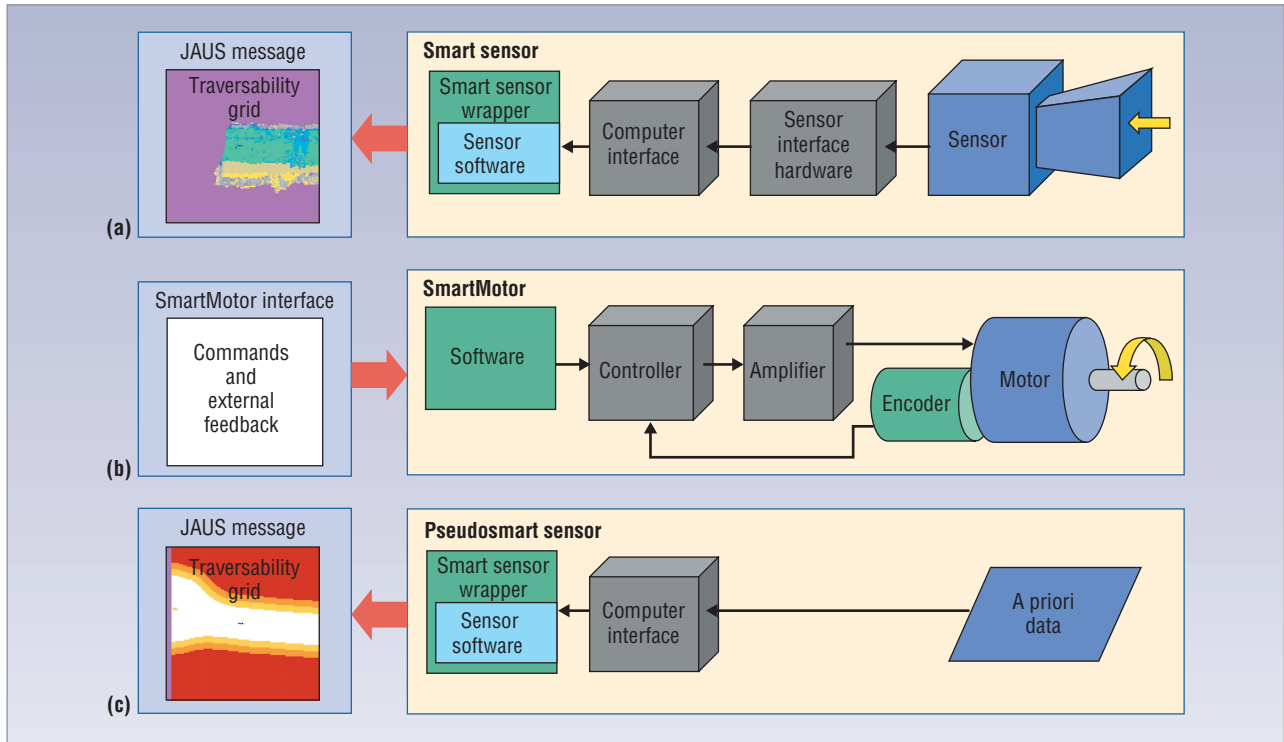 JAUS message
Traversability
grid
(a)
Smart sensor
Smart sensor
wrapper
Sensor
software
Computer
interface
Sensor
interface
hardware
Sensor
SmartMotor interface
Commands
and
external
feedback
(b)
SmartMotor
Software
Controller
Amplifier
Encoder
Motor
JAUS message
Traversability
grid
(c)
Pseudosmart sensor
Smart sensor
wrapper
Sensor
software
Computer
interface
A priori
data